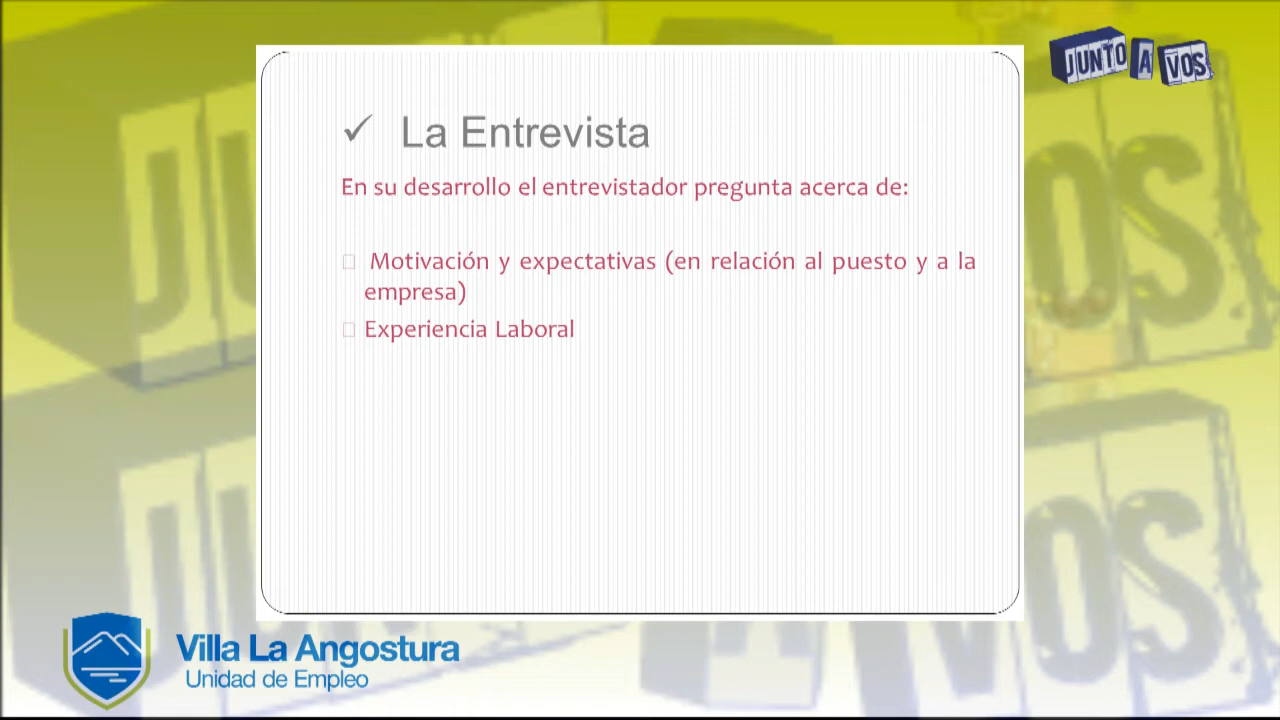 JUNTO A VOS
✓ La Entrevista
En su desarrollo el entrevistador pregunta acerca de:
Motivación y expectativas (en relación al puesto y a la
empresa)
Experiencia Laboral
Villa La Angostura
Unidad de Empleo